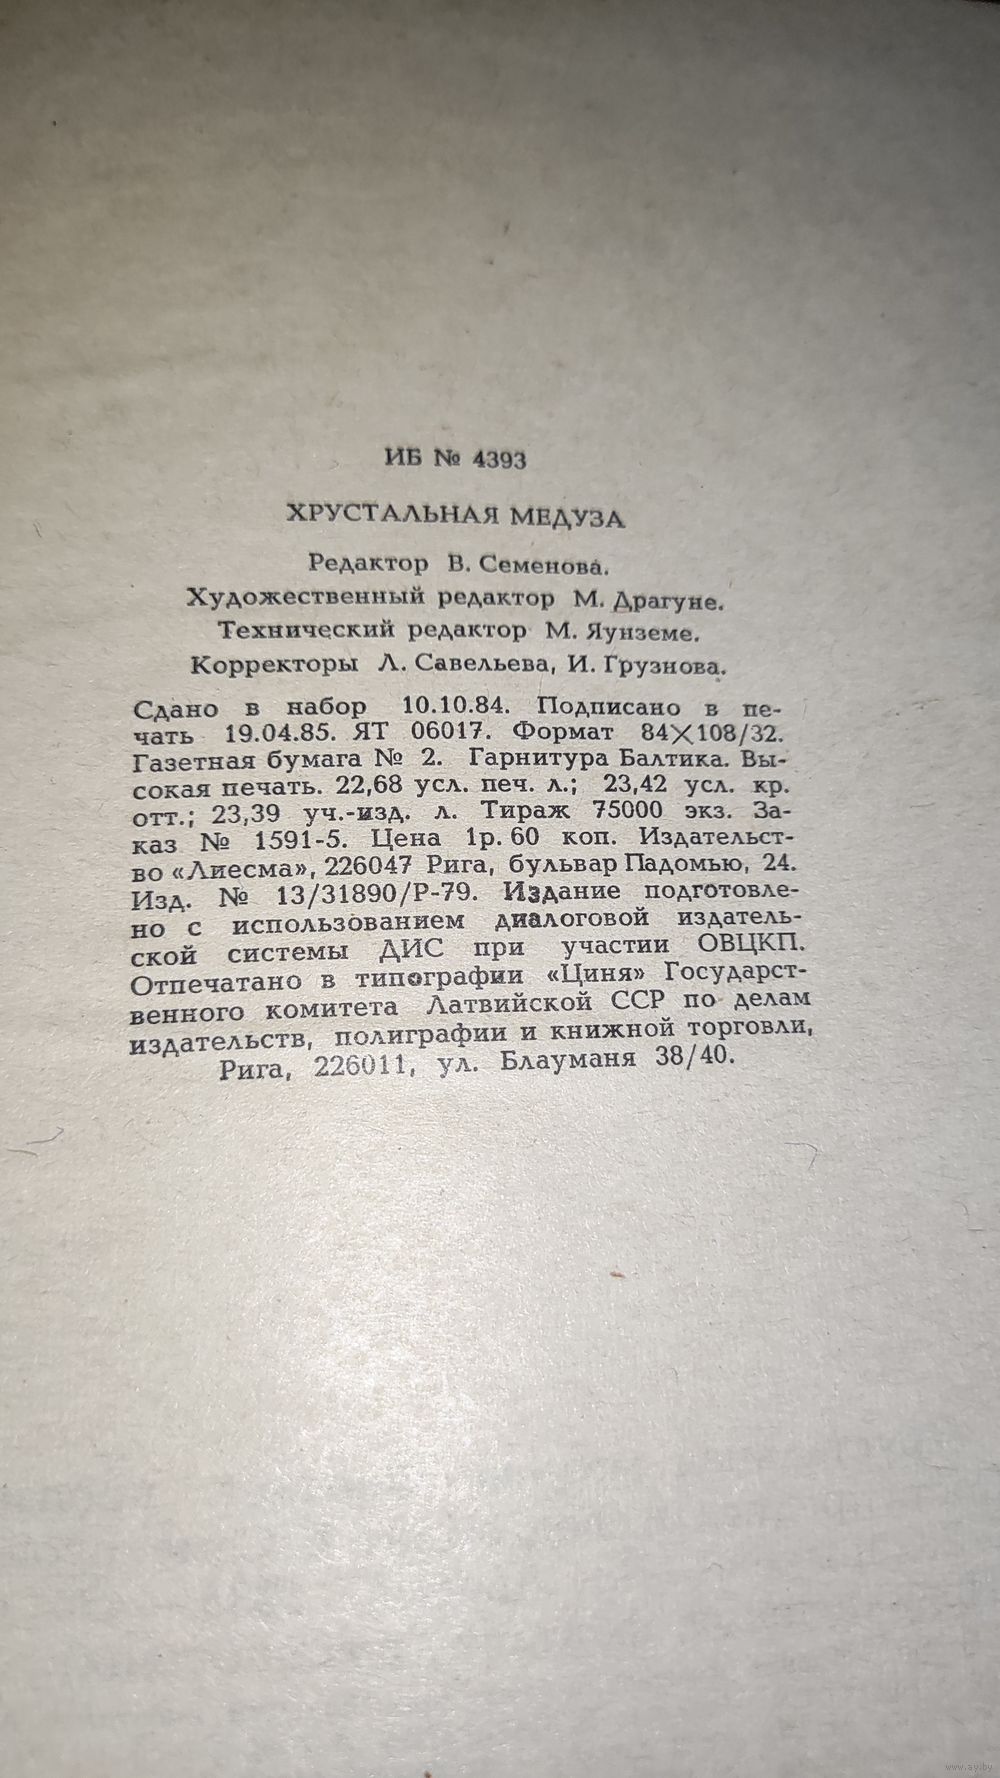 ИБ № 4393
ХРУСТАЛЬНАЯ МЕДУЗА
Редактор В. Семенова.
Художественный редактор М. Драгуне.
Технический редактор М. Яунземе.
Корректоры Л. Савельева, И. Грузнова.
Сдано в набор 10.10.84. Подписано в пе-
чать 19.04.85. ЯТ 06017. Формат 84×108/32.
Газетная бумага № 2. Гарнитура Балтика. Вы-
сокая печать. 22,68 усл. печ. л.; 23,42 усл. кр.
отт.; 23,39 уч.-изд. л. Тираж 75000 экз. За-
каз № 1591-5. Цена 1р. 60 коп. Издательст-
во «Лиесма», 226047 Рига, бульвар Падомью, 24.
Изд. № 13/31890/Р-79. Издание подготовле-
но с использованием диалоговой издатель-
ской системы ДИС при участии ОВЦКП.
Отпечатано в типографии «Циня» Государст-
венного комитета Латвийской ССР по делам
издательств, полиграфии и книжной торговли,
Рига, 226011, ул. Блауманя 38/40.
www.ay.by